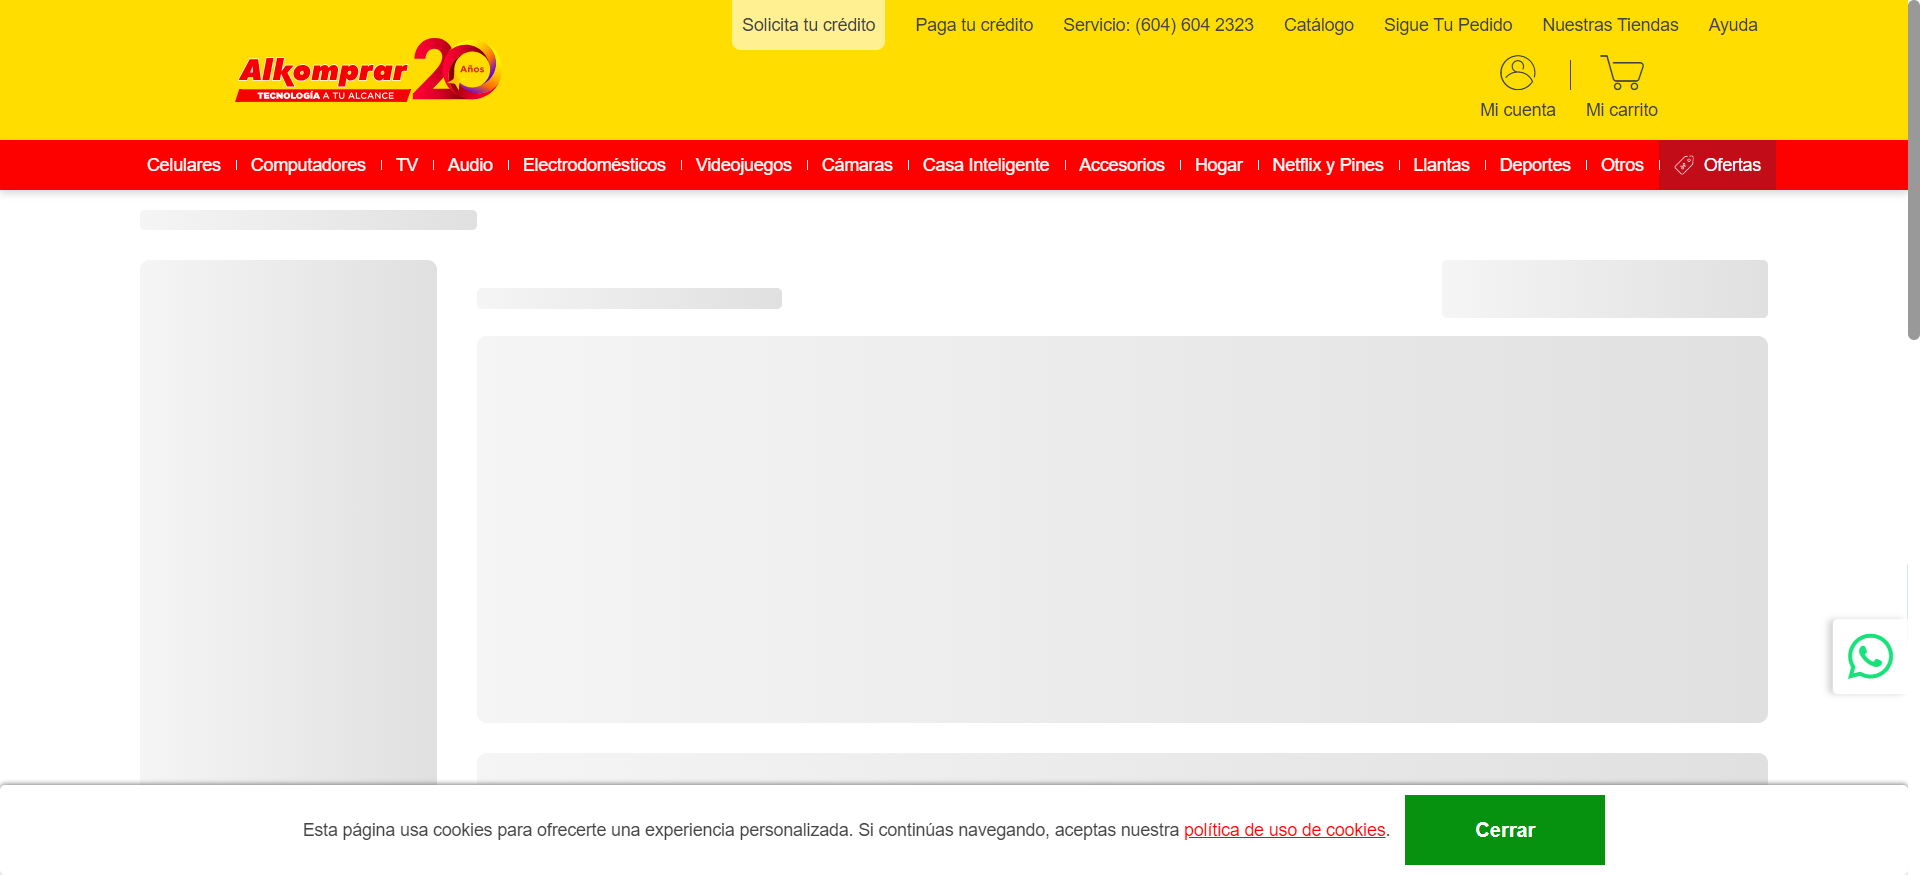 Solicita tu crédito
Paga tu crédito
Servicio: (604) 604 2323
Catálogo
Sigue Tu Pedido
Nuestras Tiendas
Ayuda
Alkomprar 20 Años
TECNOLOGÍA A TU ALCANCE
Mi cuenta
Mi carrito
Celulares
Computadores
TV
Audio
Electrodomésticos
Videojuegos
Cámaras
Casa Inteligente
Accesorios
Hogar
Netflix y Pines
Llantas
Deportes
Otros
Ofertas
Esta página usa cookies para ofrecerte una experiencia personalizada. Si continúas navegando, aceptas nuestra política de uso de cookies.
Cerrar